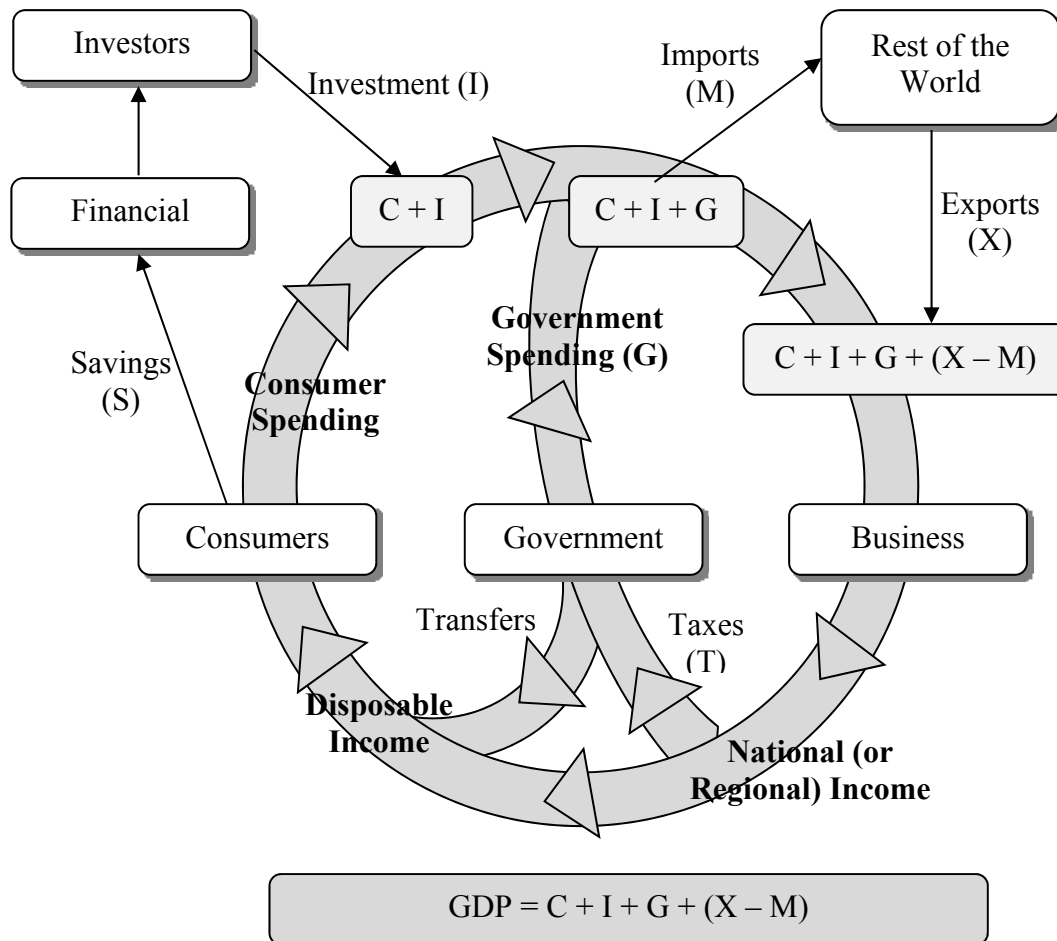 Investors
Investment (I)
Imports
(M)
Rest of the
World
Financial
C + I
C + I + G
Exports
(X)
Savings
(S)
Consumer
Spending
Government
Spending (G)
C + I + G + (X – M)
Consumers
Government
Business
Transfers
Taxes
(T)
Disposable
Income
National (or
Regional) Income
GDP = C + I + G + (X – M)